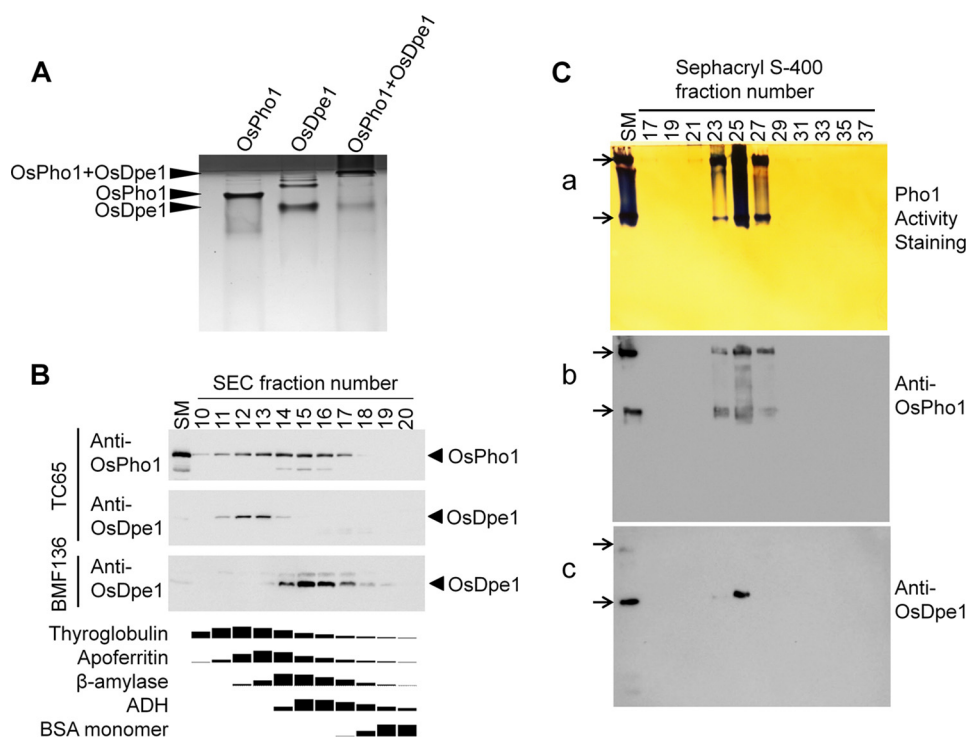 A
OsPho1
OsDpe1
OsPho1+OsDpe1
OsPho1+OsDpe1
OsPho1
OsDpe1
B
SEC fraction number
SM 10 11 12 13 14 15 16 17 18 19 20
TC65
Anti-
OsPho1
OsPho1
Anti-
OsDpe1
OsDpe1
BMF136
Anti-
OsDpe1
OsDpe1
Thyroglobulin
Apoferritin
β-amylase
ADH
BSA monomer
C
Sephacryl S-400
fraction number
SM 17 19 21 23 25 27 29 31 33 35 37
a
Pho1
Activity
Staining
b
Anti-
OsPho1
c
Anti-
OsDpe1